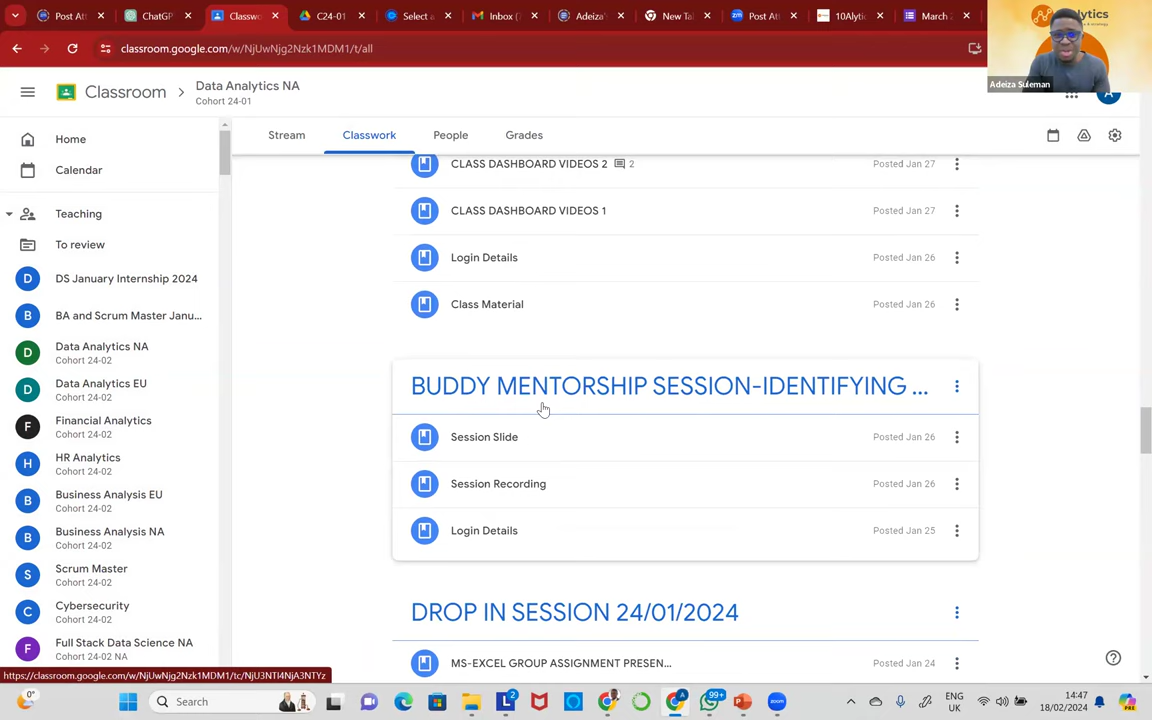 Post Att
ChatGP
Classwo
C24-01
Select a
Inbox (
Adeiza's
New Ta
Post Att
10Alytic
March
classroom.google.com/w/NjUwNjg2Nzk1MDM1/t/all
alytics
Adeiza Suleman
Classroom
Data Analytics NA
Cohort 24-01
Home
Calendar
Teaching
To review
D DS January Internship 2024
B BA and Scrum Master Janu...
D Data Analytics NA
Cohort 24-02
D Data Analytics EU
Cohort 24-02
F Financial Analytics
Cohort 24-02
H HR Analytics
Cohort 24-02
B Business Analysis EU
Cohort 24-02
B Business Analysis NA
Cohort 24-02
S Scrum Master
Cohort 24-02
C Cybersecurity
Cohort 24-02
F Full Stack Data Science NA
Cohort 24-02 NA
Stream Classwork People Grades
CLASS DASHBOARD VIDEOS 2 2 Posted Jan 27
CLASS DASHBOARD VIDEOS 1 Posted Jan 27
Login Details Posted Jan 26
Class Material Posted Jan 26
BUDDY MENTORSHIP SESSION-IDENTIFYING ...
Session Slide Posted Jan 26
Session Recording Posted Jan 26
Login Details Posted Jan 25
DROP IN SESSION 24/01/2024
MS-EXCEL GROUP ASSIGNMENT PRESEN... Posted Jan 24
https://classroom.google.com/w/NjUwNjg2Nzk1MDM1/tc/NjU3NTI4NjA3NTYz
0°
Search
99+
ENG
UK
14:47
18/02/2024